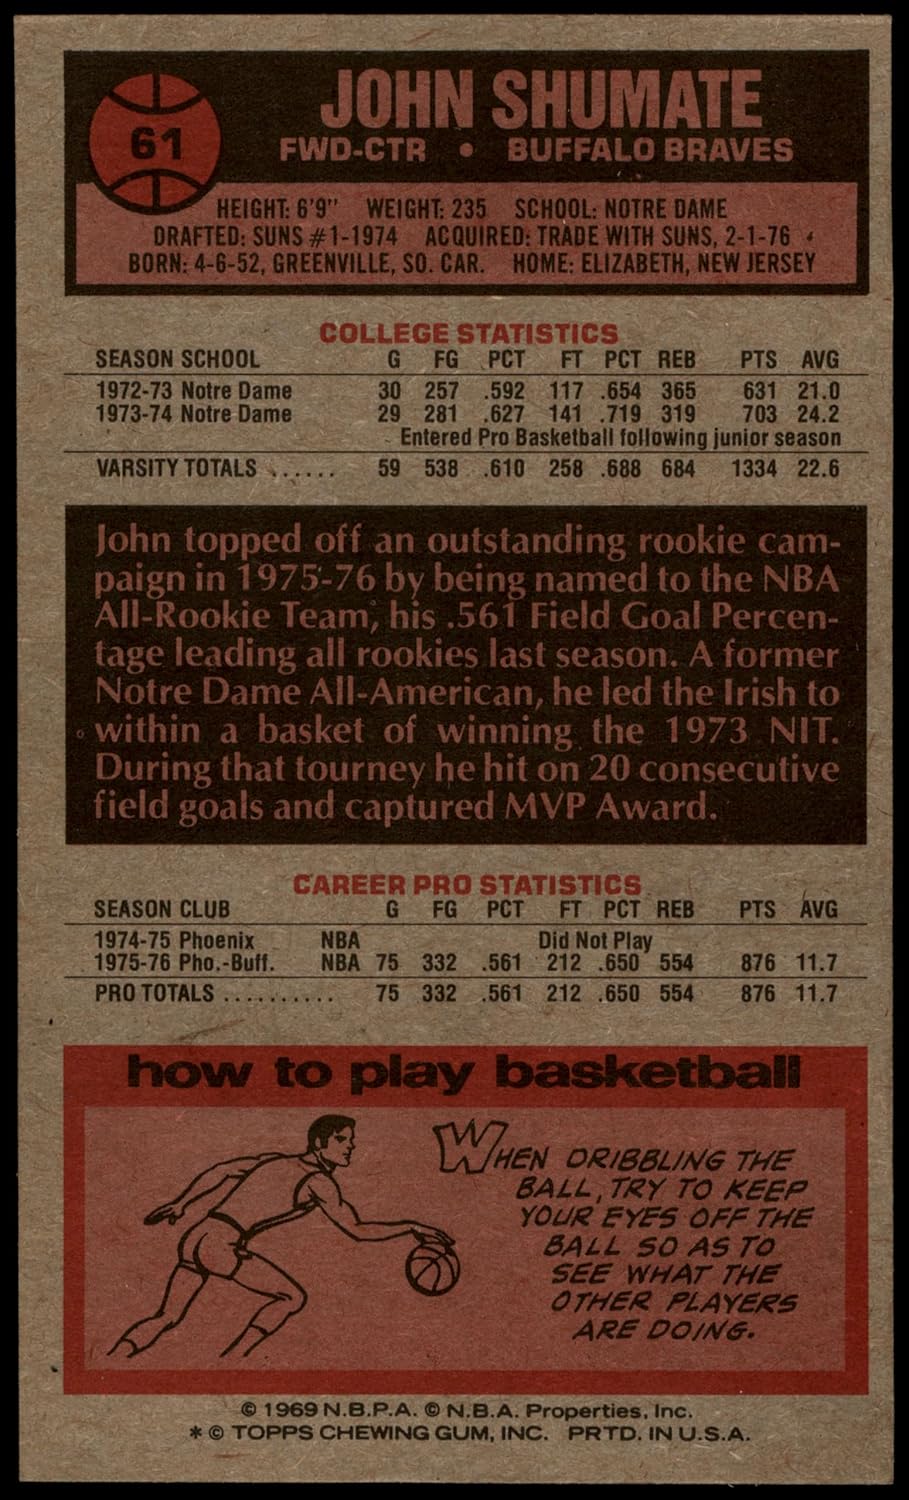 61
JOHN SHUMATE
FWD-CTR • BUFFALO BRAVES
HEIGHT: 6'9" WEIGHT: 235 SCHOOL: NOTRE DAME
DRAFTED: SUNS #1-1974 ACQUIRED: TRADE WITH SUNS, 2-1-76
BORN: 4-6-52, GREENVILLE, SO. CAR. HOME: ELIZABETH, NEW JERSEY
COLLEGE STATISTICS
SEASON SCHOOL G FG PCT FT PCT REB PTS AVG
1972-73 Notre Dame 30 257 .592 117 .654 365 631 21.0
1973-74 Notre Dame 29 281 .627 141 .719 319 703 24.2
Entered Pro Basketball following junior season
VARSITY TOTALS ...... 59 538 .610 258 .688 684 1334 22.6
John topped off an outstanding rookie cam-
paign in 1975-76 by being named to the NBA
All-Rookie Team, his .561 Field Goal Percen-
tage leading all rookies last season. A former
Notre Dame All-American, he led the Irish to
within a basket of winning the 1973 NIT.
During that tourney he hit on 20 consecutive
field goals and captured MVP Award.
CAREER PRO STATISTICS
SEASON CLUB G FG PCT FT PCT REB PTS AVG
1974-75 Phoenix NBA Did Not Play
1975-76 Pho.-Buff. NBA 75 332 .561 212 .650 554 876 11.7
PRO TOTALS .......... 75 332 .561 212 .650 554 876 11.7
how to play basketball
WHEN DRIBBLING THE
BALL, TRY TO KEEP
YOUR EYES OFF THE
BALL SO AS TO
SEE WHAT THE
OTHER PLAYERS
ARE DOING.
© 1969 N.B.P.A. © N.B.A. Properties, Inc.
* © TOPPS CHEWING GUM, INC. PRTD. IN U.S.A.